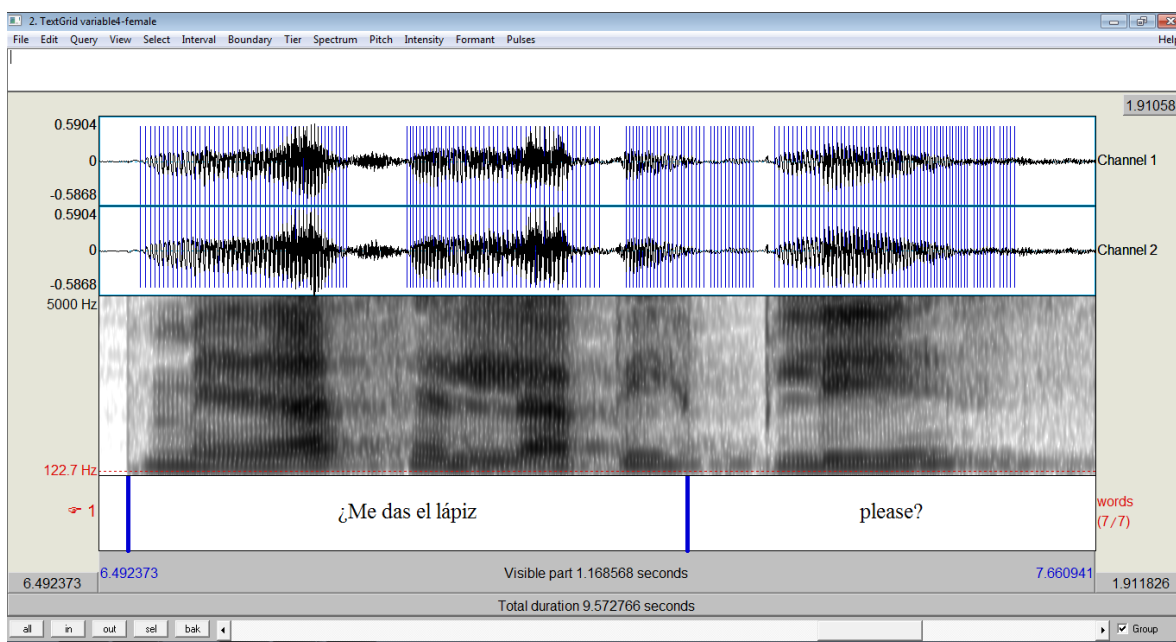 2. TextGrid variable4-female
File Edit Query View Select Interval Boundary Tier Spectrum Pitch Intensity Formant Pulses Help
1.91058
0.5904
0
-0.5868
Channel 1
0.5904
0
-0.5868
Channel 2
5000 Hz
122.7 Hz
☞ 1
¿Me das el lápiz
please?
words
(7/7)
6.492373
6.492373
Visible part 1.168568 seconds
7.660941
1.911826
Total duration 9.572766 seconds
all in out sel bak Group